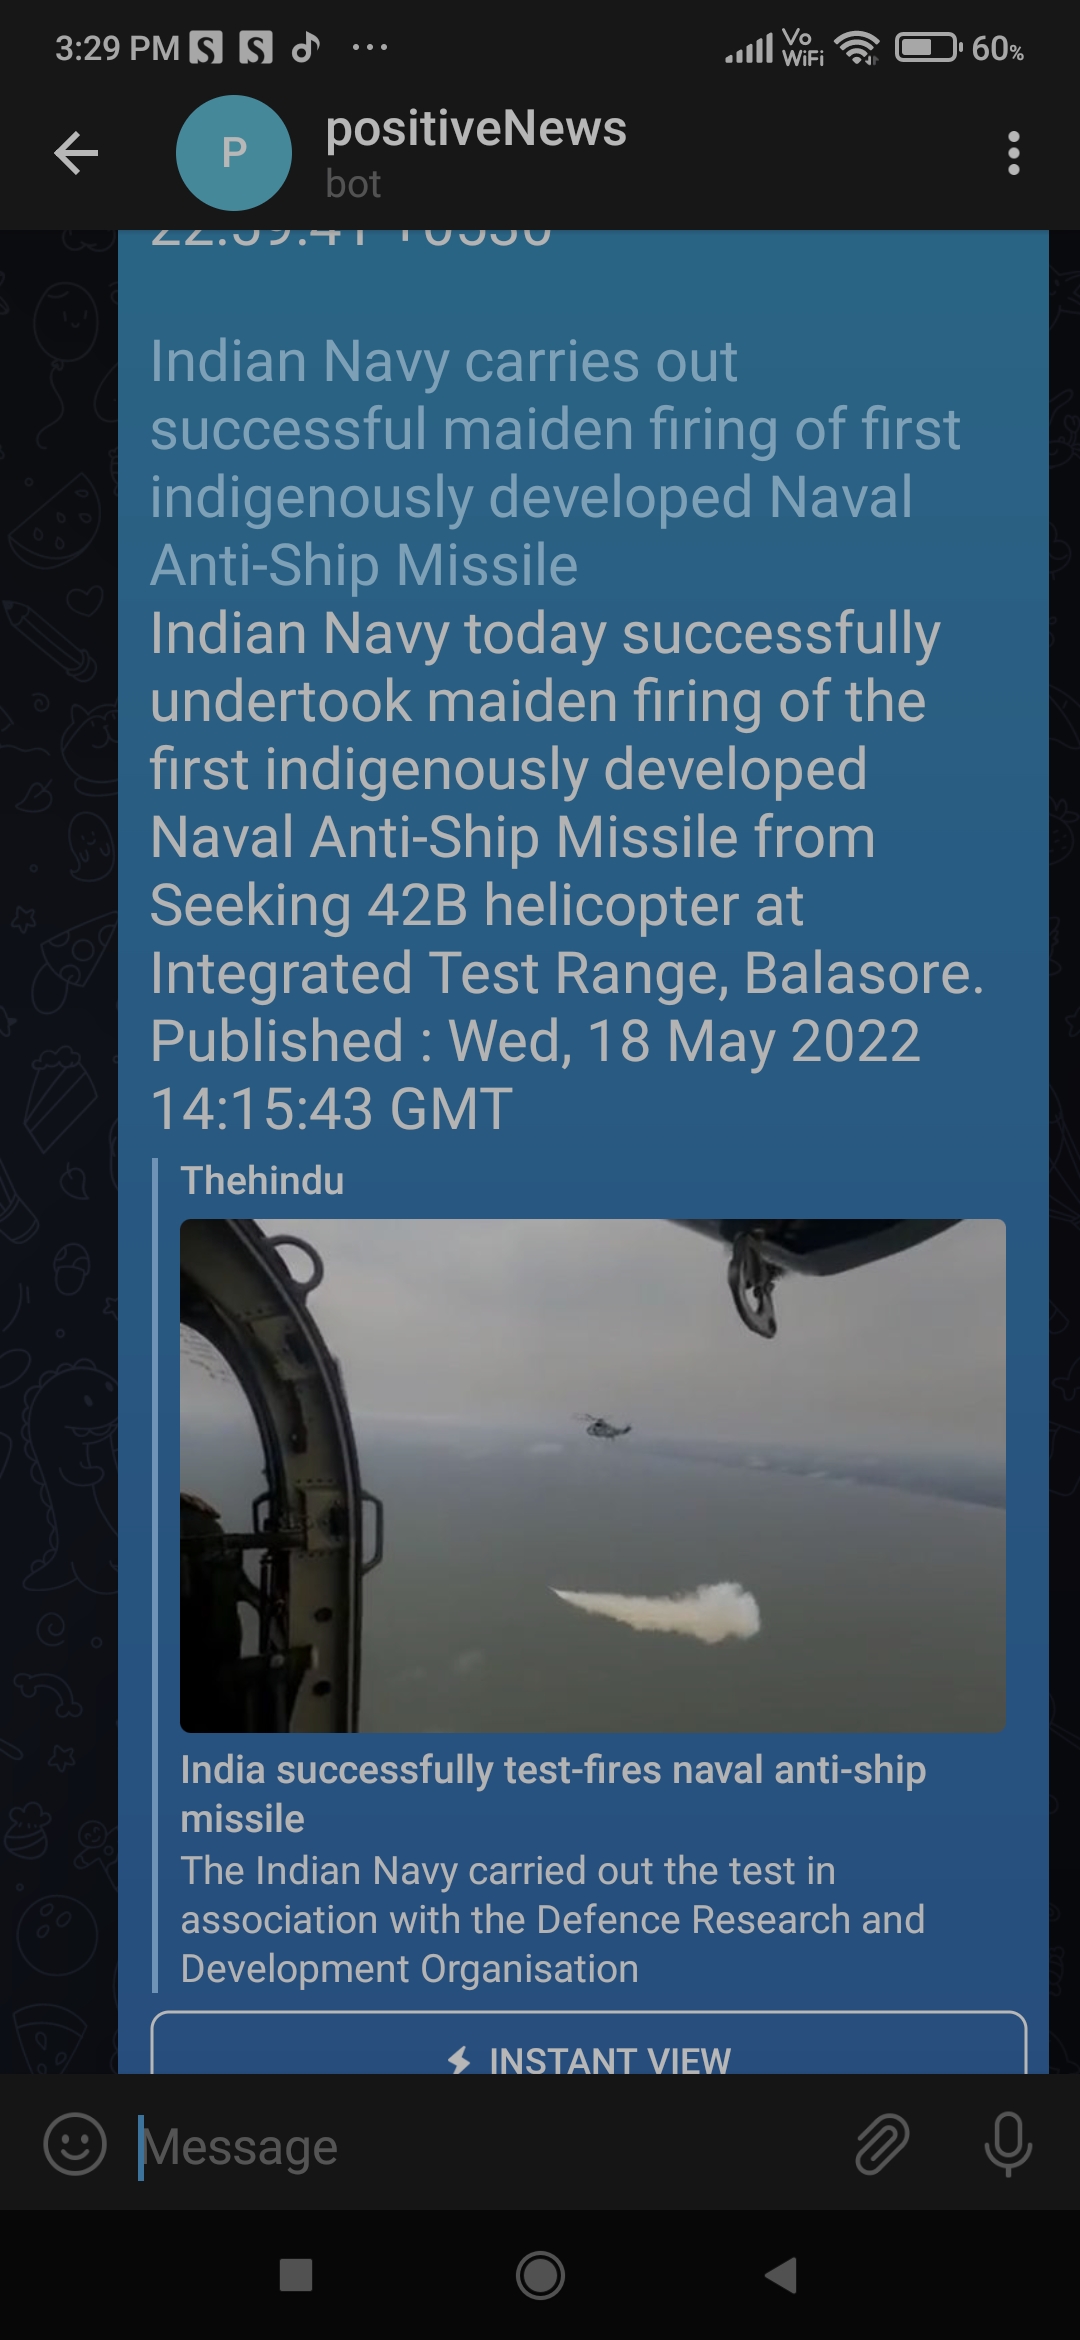 3:29 PM
Vo
WiFi
60%
P
positiveNews
bot
22:59:41 +0530
Indian Navy carries out
successful maiden firing of first
indigenously developed Naval
Anti-Ship Missile
Indian Navy today successfully
undertook maiden firing of the
first indigenously developed
Naval Anti-Ship Missile from
Seeking 42B helicopter at
Integrated Test Range, Balasore.
Published : Wed, 18 May 2022
14:15:43 GMT
Thehindu
India successfully test-fires naval anti-ship
missile
The Indian Navy carried out the test in
association with the Defence Research and
Development Organisation
INSTANT VIEW
Message